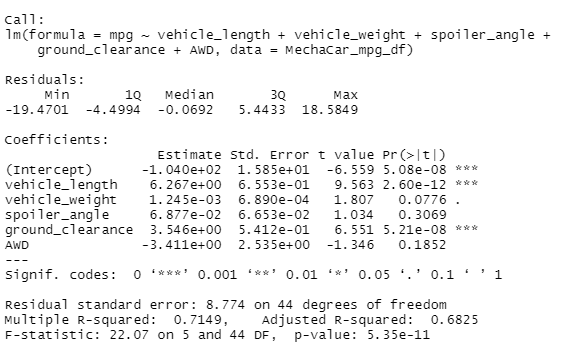 Call:
lm(formula = mpg ~ vehicle_length + vehicle_weight + spoiler_angle +
    ground_clearance + AWD, data = MechaCar_mpg_df)

Residuals:
     Min       1Q   Median       3Q      Max
-19.4701  -4.4994  -0.0692   5.4433  18.5849

Coefficients:
                   Estimate Std. Error t value Pr(>|t|)
(Intercept)      -1.040e+02  1.585e+01  -6.559 5.08e-08 ***
vehicle_length    6.267e+00  6.553e-01   9.563 2.60e-12 ***
vehicle_weight    1.245e-03  6.890e-04   1.807   0.0776 .
spoiler_angle     6.877e-02  6.653e-02   1.034   0.3069
ground_clearance  3.546e+00  5.412e-01   6.551 5.21e-08 ***
AWD              -3.411e+00  2.535e+00  -1.346   0.1852
---
Signif. codes:  0 ‘***’ 0.001 ‘**’ 0.01 ‘*’ 0.05 ‘.’ 0.1 ‘ ’ 1

Residual standard error: 8.774 on 44 degrees of freedom
Multiple R-squared:  0.7149,    Adjusted R-squared:  0.6825
F-statistic: 22.07 on 5 and 44 DF,  p-value: 5.35e-11